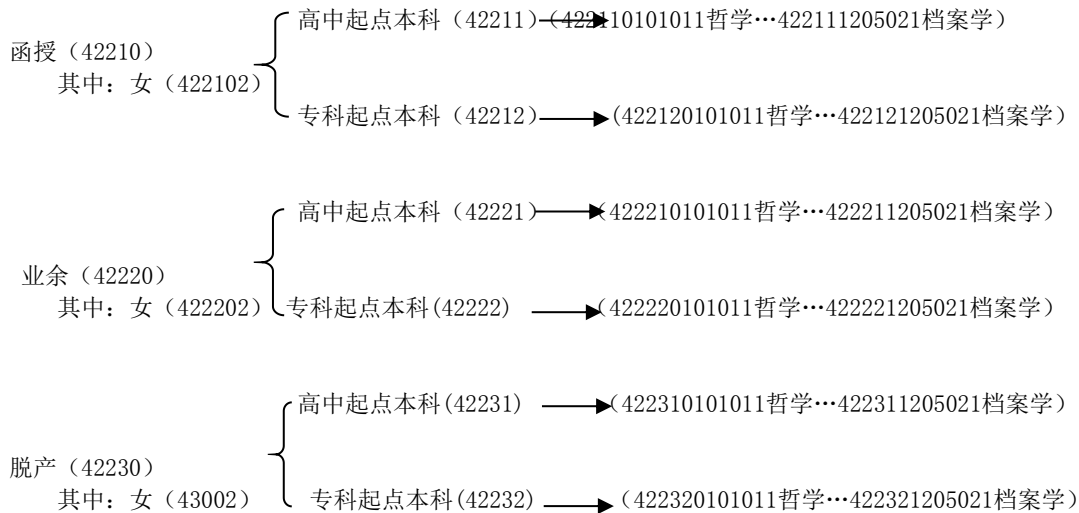 高中起点本科（42211）（422110101011哲学…422111205021档案学）
函授（42210）
其中：女（422102）
专科起点本科（42212）(422120101011哲学…422121205021档案学）
高中起点本科（42221）（422210101011哲学…422211205021档案学）
业余（42220）
其中：女（422202）专科起点本科(42222)（422220101011哲学…422221205021档案学）
高中起点本科(42231)（422310101011哲学…422311205021档案学）
脱产（42230）
其中：女（43002）专科起点本科(42232)（422320101011哲学…422321205021档案学）